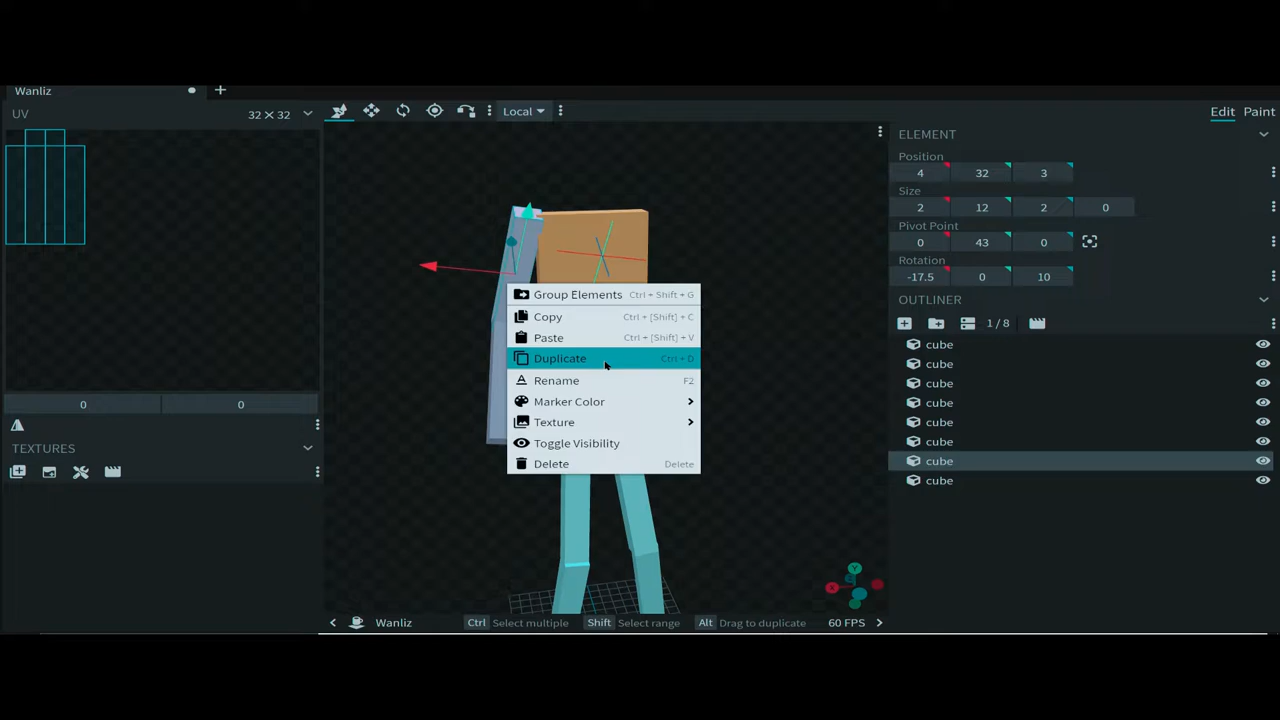 Wanliz
UV
32 × 32
Local
Edit
Paint
ELEMENT
Position
4 32 3
Size
2 12 2 0
Pivot Point
0 43 0
Rotation
-17.5 0 10
OUTLINER
1 / 8
cube
cube
cube
cube
cube
cube
cube
cube
Group Elements Ctrl + Shift + G
Copy Ctrl + [Shift] + C
Paste Ctrl + [Shift] + V
Duplicate Ctrl + D
Rename F2
Marker Color
Texture
Toggle Visibility
Delete Delete
0 0
TEXTURES
Y
X
Wanliz
Ctrl Select multiple Shift Select range Alt Drag to duplicate 60 FPS